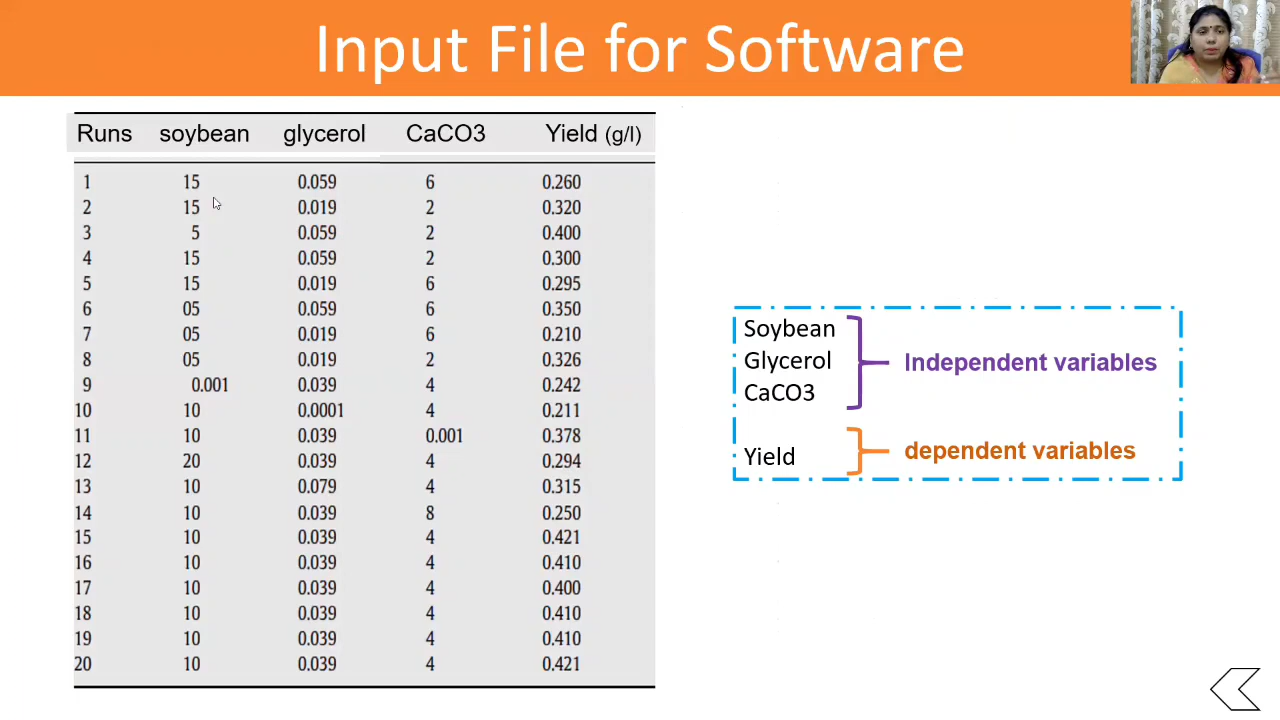 Input File for Software
Runs soybean glycerol CaCO3 Yield (g/l)
1 15 0.059 6 0.260
2 15 0.019 2 0.320
3 5 0.059 2 0.400
4 15 0.059 2 0.300
5 15 0.019 6 0.295
6 05 0.059 6 0.350
7 05 0.019 6 0.210
8 05 0.019 2 0.326
9 0.001 0.039 4 0.242
10 10 0.0001 4 0.211
11 10 0.039 0.001 0.378
12 20 0.039 4 0.294
13 10 0.079 4 0.315
14 10 0.039 8 0.250
15 10 0.039 4 0.421
16 10 0.039 4 0.410
17 10 0.039 4 0.400
18 10 0.039 4 0.410
19 10 0.039 4 0.410
20 10 0.039 4 0.421
Soybean
Glycerol
CaCO3
Independent variables
Yield
dependent variables